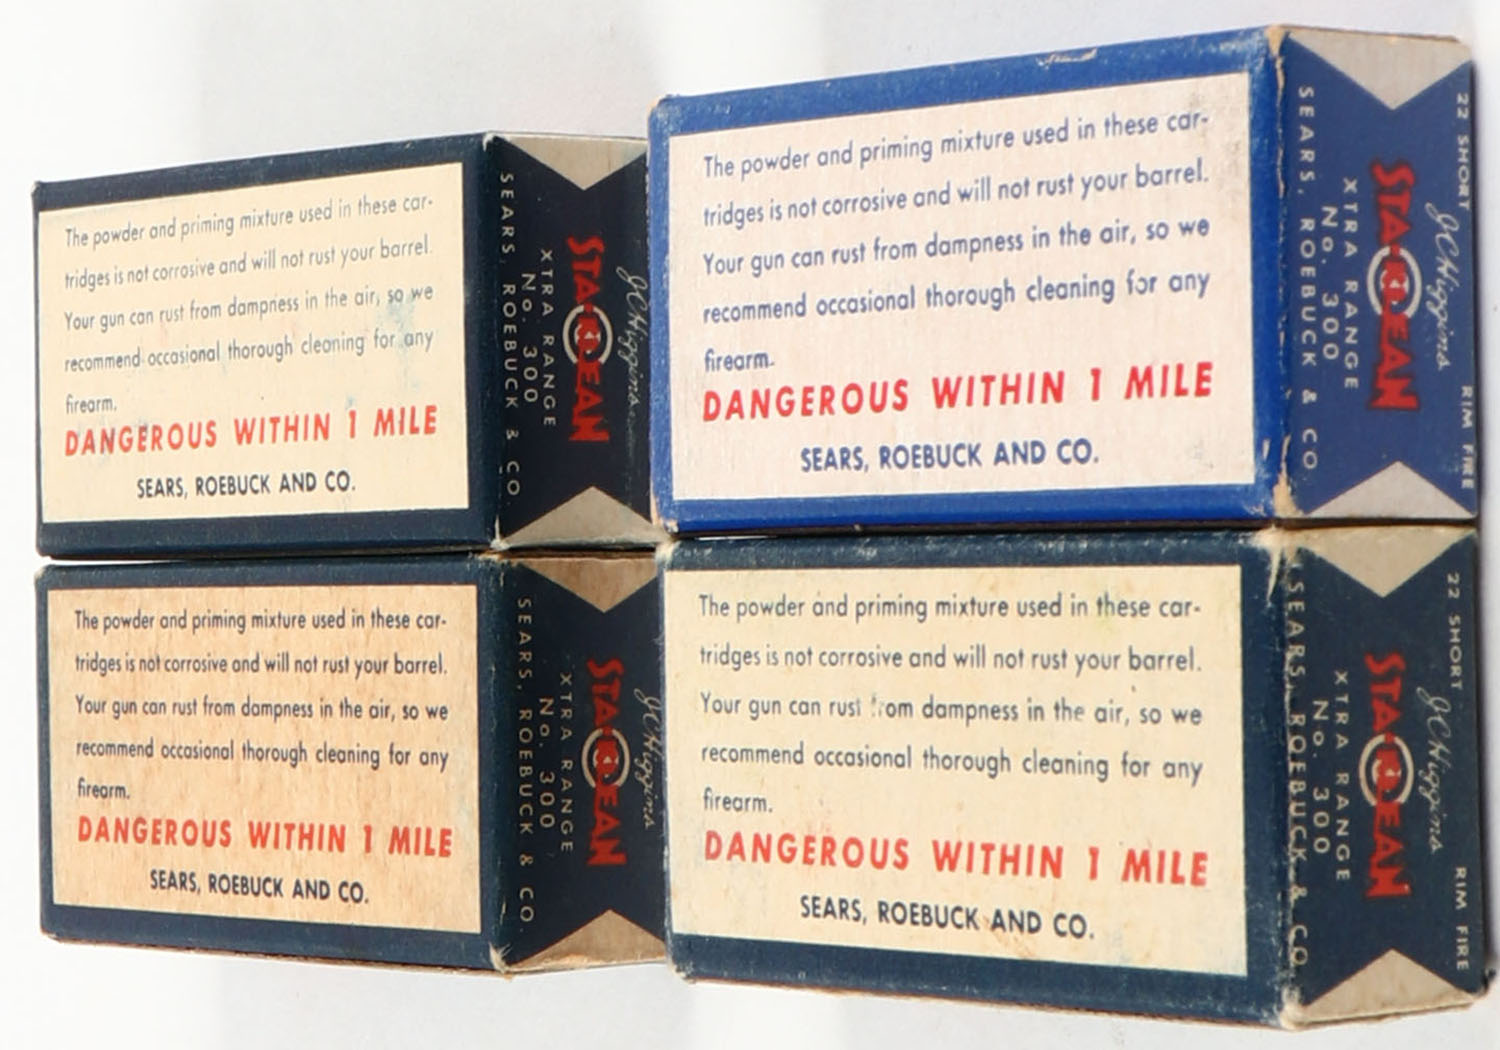 The powder and priming mixture used in these car-
tridges is not corrosive and will not rust your barrel.
Your gun can rust from dampness in the air, so we
recommend occasional thorough cleaning for any
firearm.
DANGEROUS WITHIN 1 MILE
SEARS, ROEBUCK AND CO.
J.C. Higgins
STA-KLEAN
XTRA RANGE
No. 300
SEARS, ROEBUCK & CO
The powder and priming mixture used in these car-
tridges is not corrosive and will not rust your barrel.
Your gun can rust from dampness in the air, so we
recommend occasional thorough cleaning for any
firearm.
DANGEROUS WITHIN 1 MILE
SEARS, ROEBUCK AND CO.
22 SHORT RIM FIRE
J.C. Higgins
STA-KLEAN
XTRA RANGE
No. 300
SEARS, ROEBUCK & CO
The powder and priming mixture used in these car-
tridges is not corrosive and will not rust your barrel.
Your gun can rust from dampness in the air, so we
recommend occasional thorough cleaning for any
firearm.
DANGEROUS WITHIN 1 MILE
SEARS, ROEBUCK AND CO.
J.C. Higgins
STA-KLEAN
XTRA RANGE
No. 300
SEARS, ROEBUCK & CO.
The powder and priming mixture used in these car-
tridges is not corrosive and will not rust your barrel.
Your gun can rust from dampness in the air, so we
recommend occasional thorough cleaning for any
firearm.
DANGEROUS WITHIN 1 MILE
SEARS, ROEBUCK AND CO.
22 SHORT RIM FIRE
J.C. Higgins
STA-KLEAN
XTRA RANGE
No. 300
SEARS, ROEBUCK & CO.